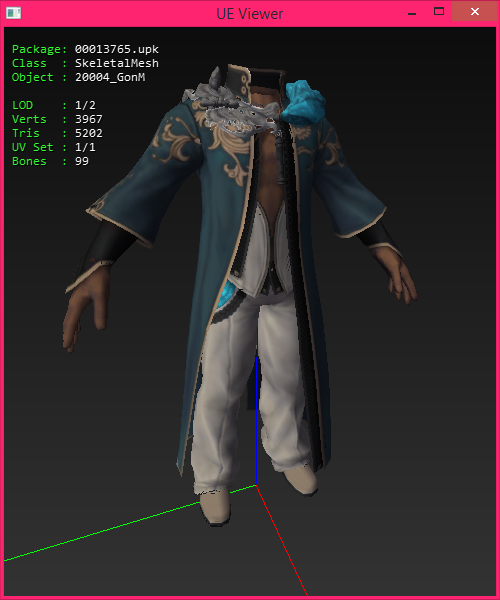 UE Viewer
Package: 00013765.upk
Class : SkeletalMesh
Object : 20004_GonM
LOD : 1/2
Verts : 3967
Tris : 5202
UV Set : 1/1
Bones : 99